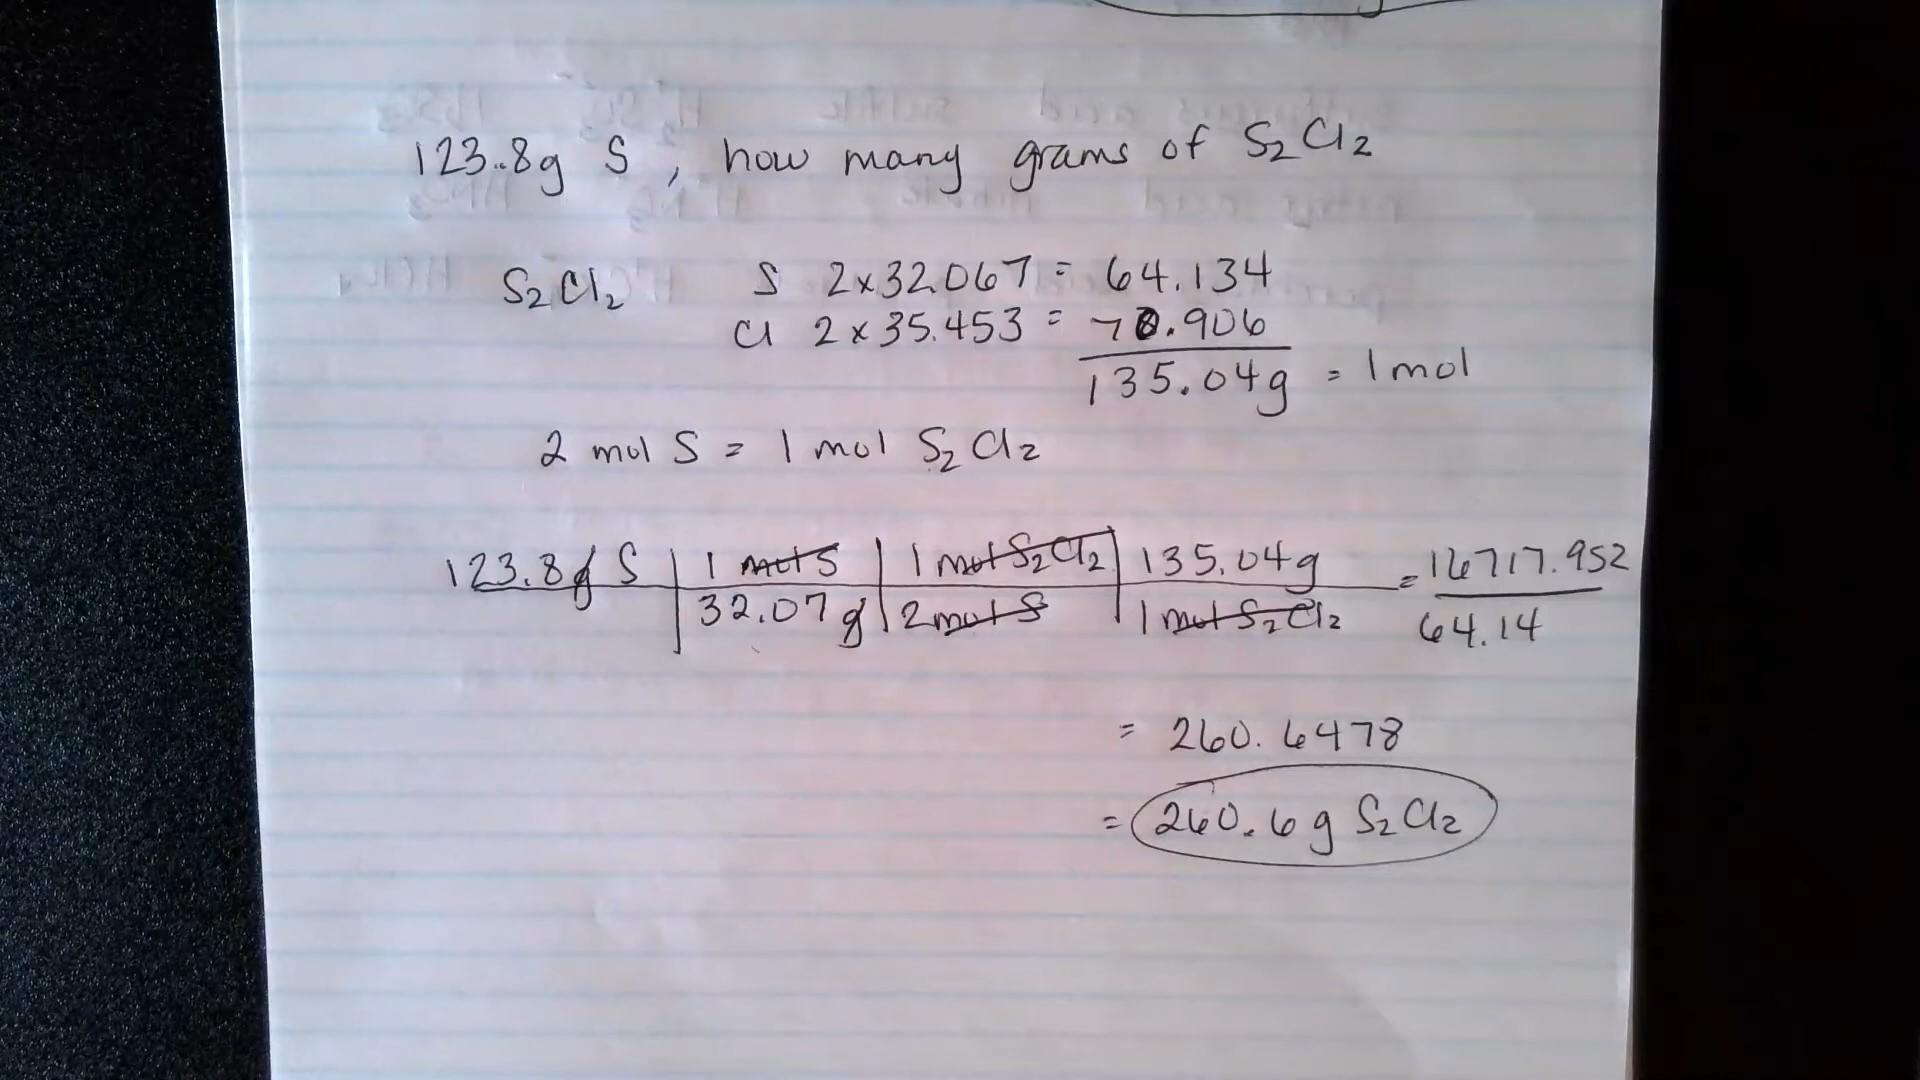 123.8g S, how many grams of S₂Cl₂
S₂Cl₂ S 2x32.067 = 64.134
Cl 2x35.453 = 70.906
135.04g = 1mol
2 mol S = 1 mol S₂Cl₂
123.8g S | 1 mol S | 1 mol S₂Cl₂ | 135.04g = 16717.952
32.07g | 2 mol S | 1 mol S₂Cl₂ 64.14
= 260.6478
= 260.6g S₂Cl₂